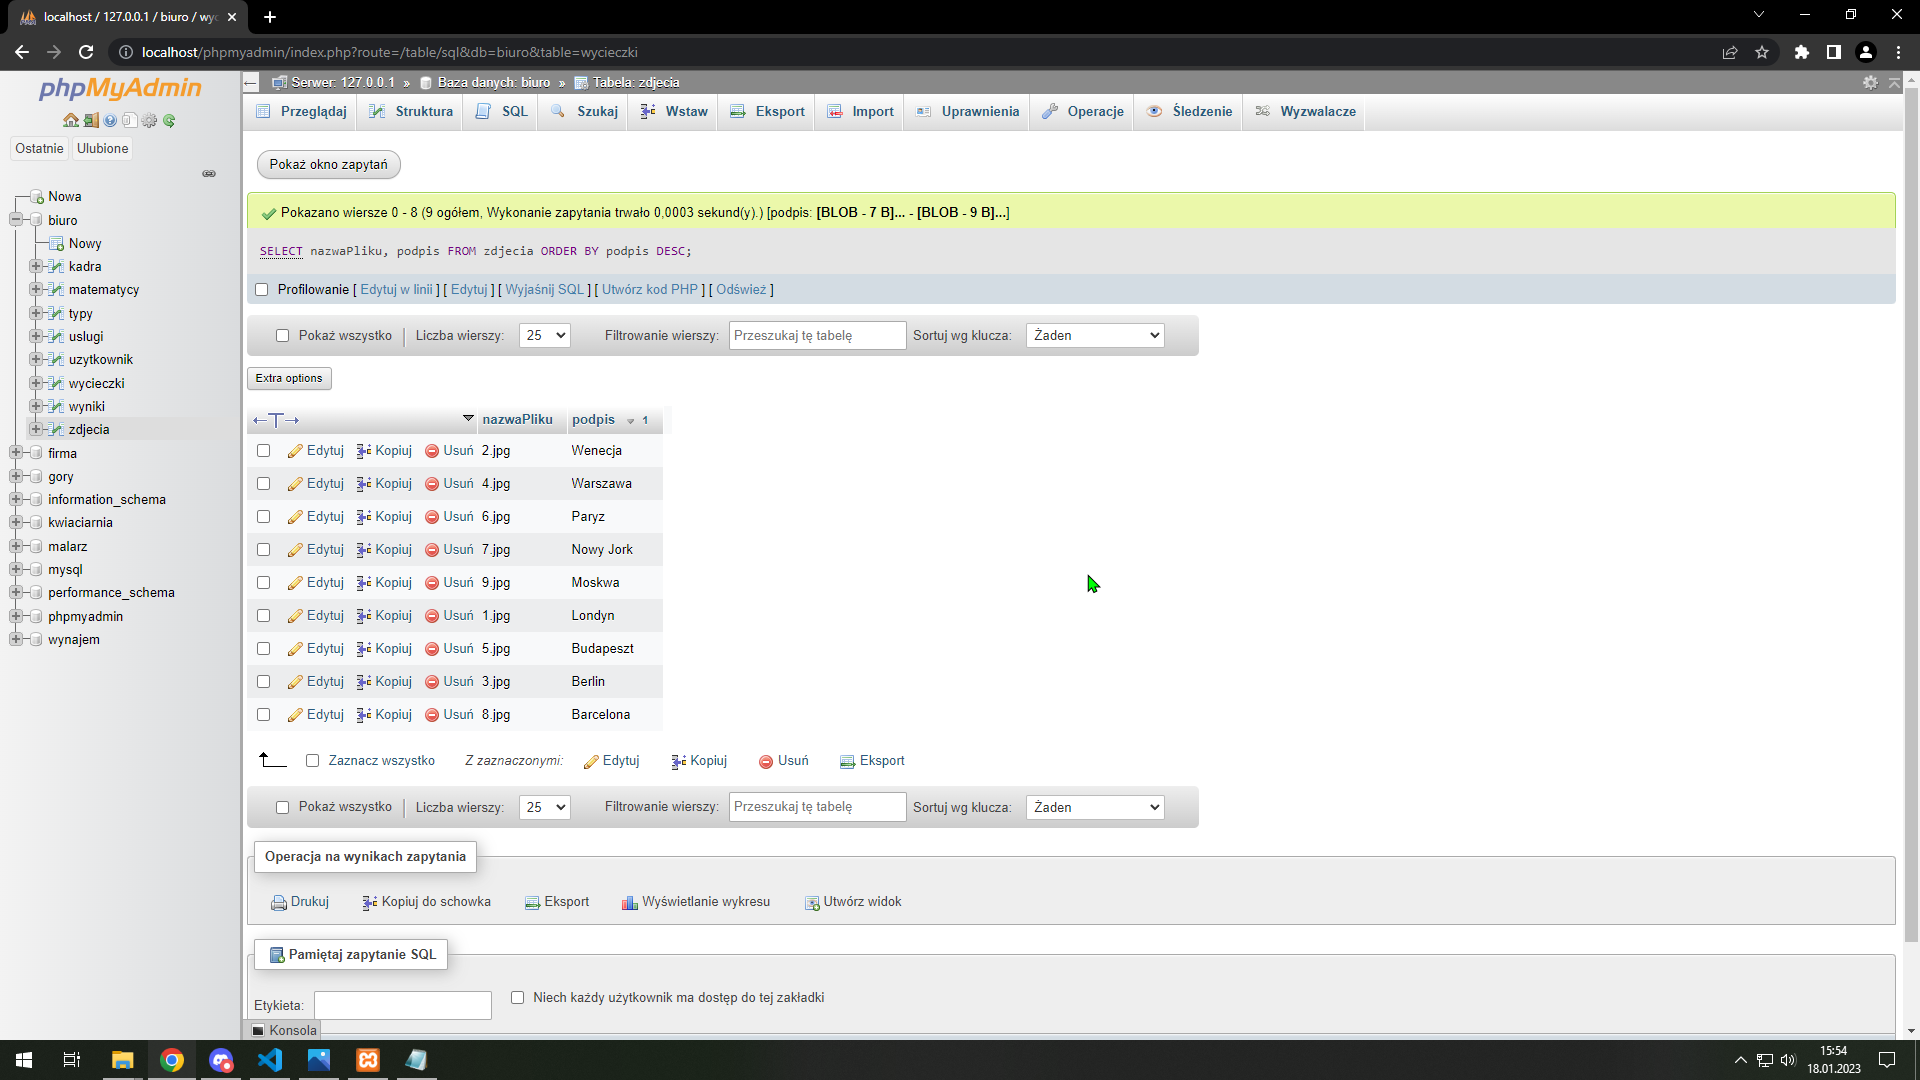 localhost / 127.0.0.1 / biuro / wyc
localhost/phpmyadmin/index.php?route=/table/sql&db=biuro&table=wycieczki
phpMyAdmin
Ostatnie Ulubione
Nowa
biuro
Nowy
kadra
matematycy
typy
uslugi
uzytkownik
wycieczki
wyniki
zdjecia
firma
gory
information_schema
kwiaciarnia
malarz
mysql
performance_schema
phpmyadmin
wynajem
Serwer: 127.0.0.1 » Baza danych: biuro » Tabela: zdjecia
Przeglądaj Struktura SQL Szukaj Wstaw Eksport Import Uprawnienia Operacje Śledzenie Wyzwalacze
Pokaż okno zapytań
Pokazano wiersze 0 - 8 (9 ogółem, Wykonanie zapytania trwało 0,0003 sekund(y).) [podpis: [BLOB - 7 B]... - [BLOB - 9 B]...]
SELECT nazwaPliku, podpis FROM zdjecia ORDER BY podpis DESC;
Profilowanie [ Edytuj w linii ] [ Edytuj ] [ Wyjaśnij SQL ] [ Utwórz kod PHP ] [ Odśwież ]
Pokaż wszystko Liczba wierszy: 25 Filtrowanie wierszy: Przeszukaj tę tabelę Sortuj wg klucza: Żaden
Extra options
←T→ nazwaPliku podpis 1
Edytuj Kopiuj Usuń 2.jpg Wenecja
Edytuj Kopiuj Usuń 4.jpg Warszawa
Edytuj Kopiuj Usuń 6.jpg Paryz
Edytuj Kopiuj Usuń 7.jpg Nowy Jork
Edytuj Kopiuj Usuń 9.jpg Moskwa
Edytuj Kopiuj Usuń 1.jpg Londyn
Edytuj Kopiuj Usuń 5.jpg Budapeszt
Edytuj Kopiuj Usuń 3.jpg Berlin
Edytuj Kopiuj Usuń 8.jpg Barcelona
Zaznacz wszystko Z zaznaczonymi: Edytuj Kopiuj Usuń Eksport
Pokaż wszystko Liczba wierszy: 25 Filtrowanie wierszy: Przeszukaj tę tabelę Sortuj wg klucza: Żaden
Operacja na wynikach zapytania
Drukuj Kopiuj do schowka Eksport Wyświetlanie wykresu Utwórz widok
Pamiętaj zapytanie SQL
Etykieta: Niech każdy użytkownik ma dostęp do tej zakładki
Konsola
15:54
18.01.2023